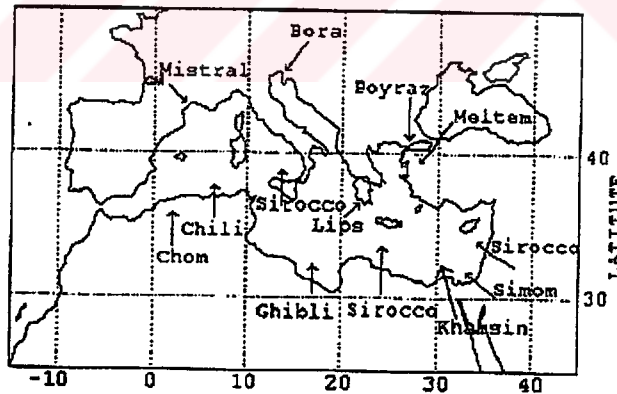 Bora
Mistral
Boyraz
Meltem
40
Sirocco
Chili
Lips
Chom
Sirocco
Simom
30
Ghibli Sirocco
Khamsin
LATITUTE
-10 0 10 20 30 40